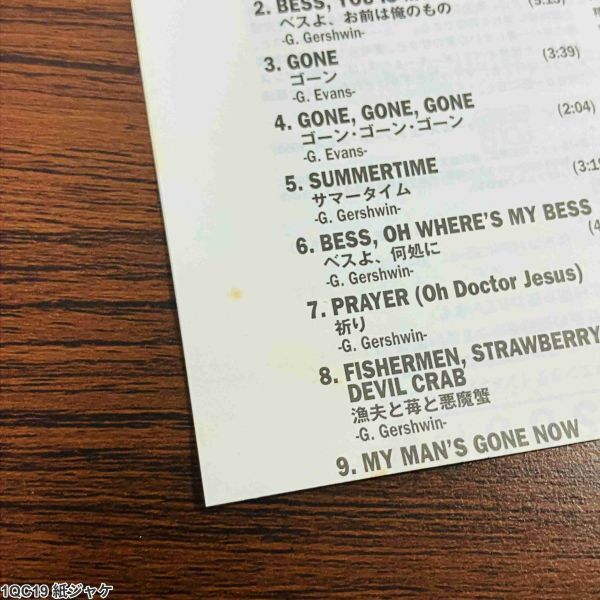 2. BESS, YOU IS
ベスよ、お前は俺のもの
-G. Gershwin-
3. GONE (3:39)
ゴーン
-G. Evans-
4. GONE, GONE, GONE (2:04)
ゴーン・ゴーン・ゴーン
-G. Evans-
5. SUMMERTIME
サマータイム
-G. Gershwin-
6. BESS, OH WHERE'S MY BESS
ベスよ、何処に
-G. Gershwin-
7. PRAYER (Oh Doctor Jesus)
祈り
-G. Gershwin-
8. FISHERMEN, STRAWBERRY
DEVIL CRAB
漁夫と苺と悪魔蟹
-G. Gershwin-
9. MY MAN'S GONE NOW
1QC19 紙ジャケ